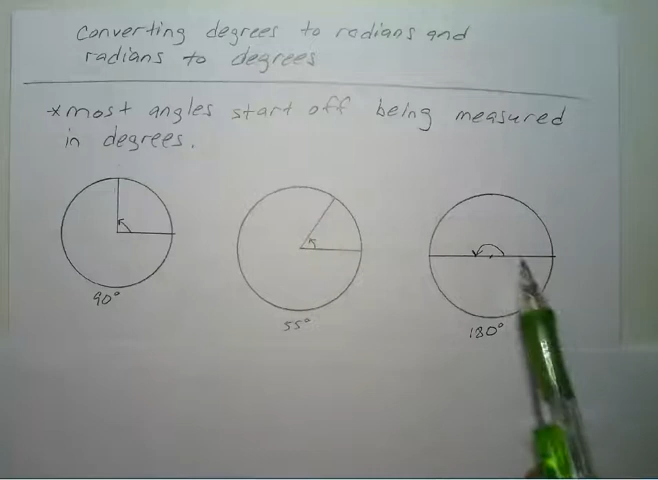 converting degrees to radians and
radians to degrees
*most angles start off being measured
in degrees.
90°
55°
180°